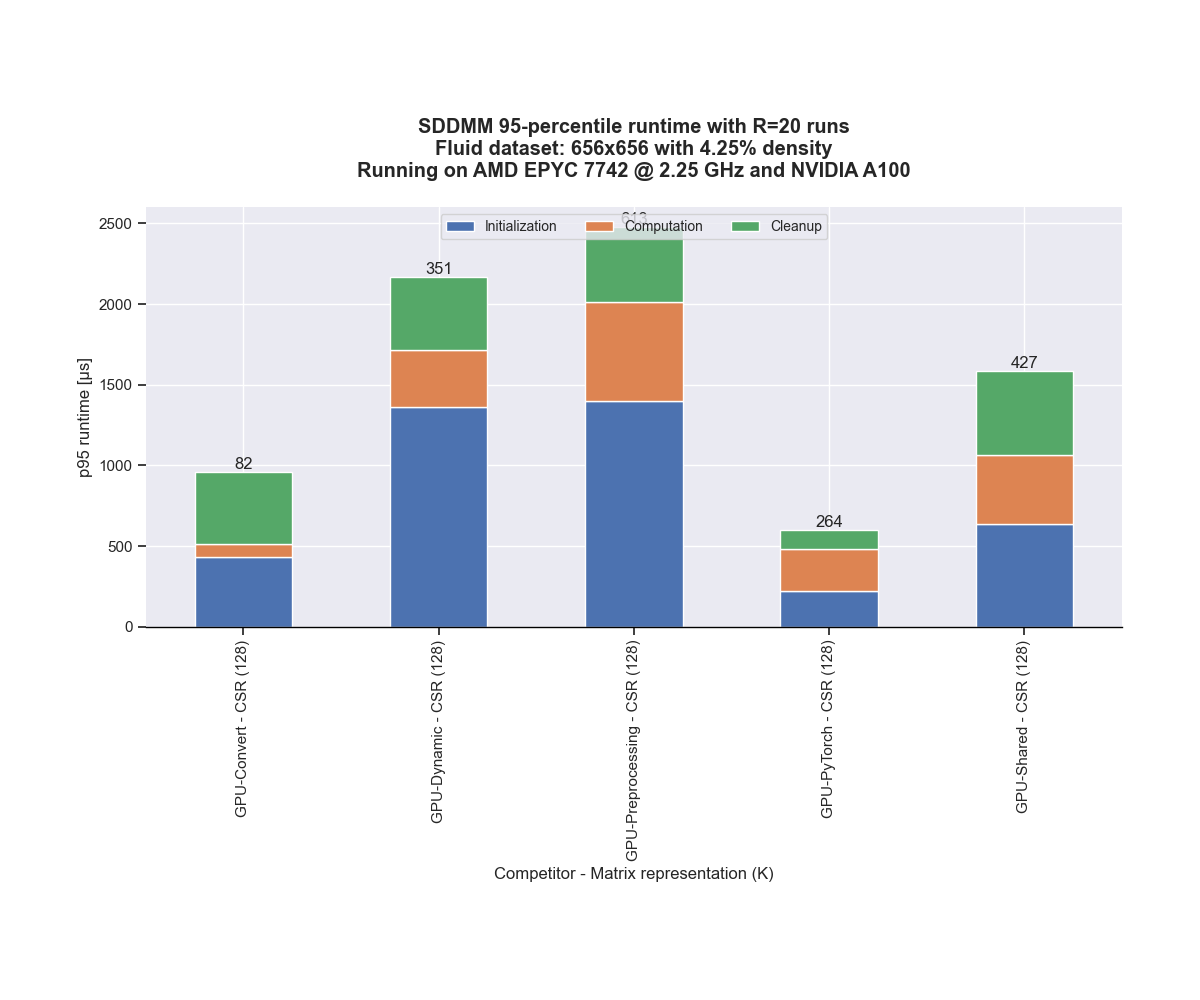 SDDMM 95-percentile runtime with R=20 runs
Fluid dataset: 656x656 with 4.25% density
Running on AMD EPYC 7742 @ 2.25 GHz and NVIDIA A100
Initialization Computation Cleanup
p95 runtime [µs]
2500
2000
1500
1000
500
0
82
351
613
264
427
GPU-Convert - CSR (128)
GPU-Dynamic - CSR (128)
GPU-Preprocessing - CSR (128)
GPU-PyTorch - CSR (128)
GPU-Shared - CSR (128)
Competitor - Matrix representation (K)